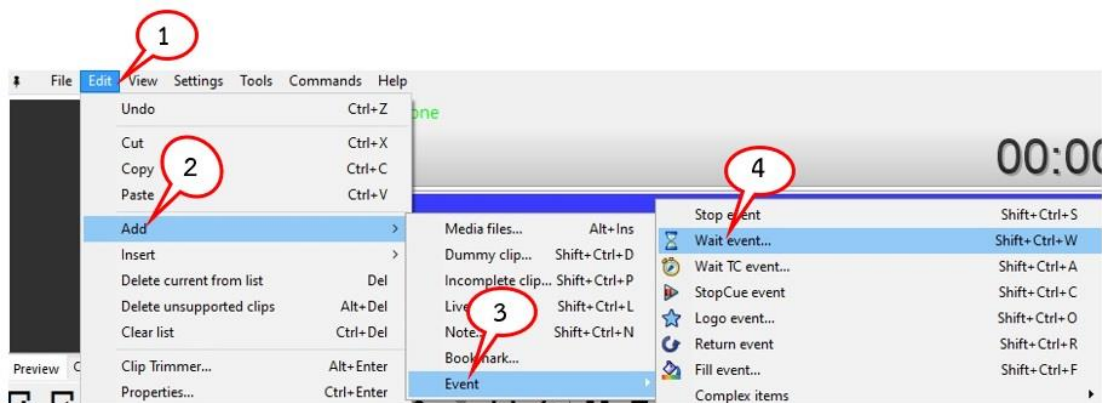 1
File Edit View Settings Tools Commands Help
Undo Ctrl+Z
one
Cut Ctrl+X
Copy 2 Ctrl+C
Paste Ctrl+V
00:00
4
Add >
Insert >
Delete current from list Del
Delete unsupported clips Alt+Del
Clear list Ctrl+Del
Clip Trimmer... Alt+Enter
Properties... Ctrl+Enter
Preview
Media files... Alt+Ins
Dummy clip... Shift+Ctrl+D
Incomplete clip... Shift+Ctrl+P
Live Shift+Ctrl+L
3
Note... Shift+Ctrl+N
Bookmark...
Event
Stop event Shift+Ctrl+S
Wait event... Shift+Ctrl+W
Wait TC event... Shift+Ctrl+A
StopCue event Shift+Ctrl+C
Logo event... Shift+Ctrl+O
Return event Shift+Ctrl+R
Fill event... Shift+Ctrl+F
Complex items